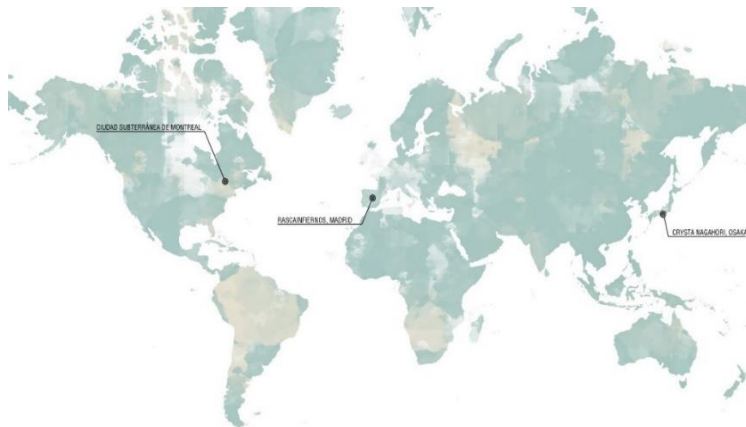 CIUDAD SUBTERRÁNEA DE MONTREAL
RASCAINFIERNOS, MADRID
CRYSTA NAGAHORI, OSAKA